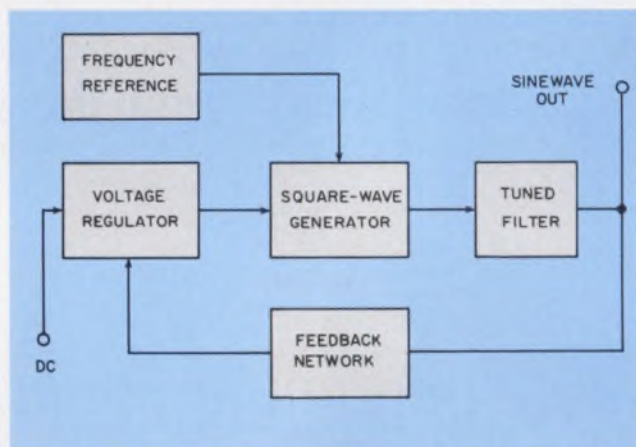 FREQUENCY
REFERENCE
SINEWAVE
OUT
VOLTAGE
REGULATOR
SQUARE-WAVE
GENERATOR
TUNED
FILTER
FEEDBACK
NETWORK
DC